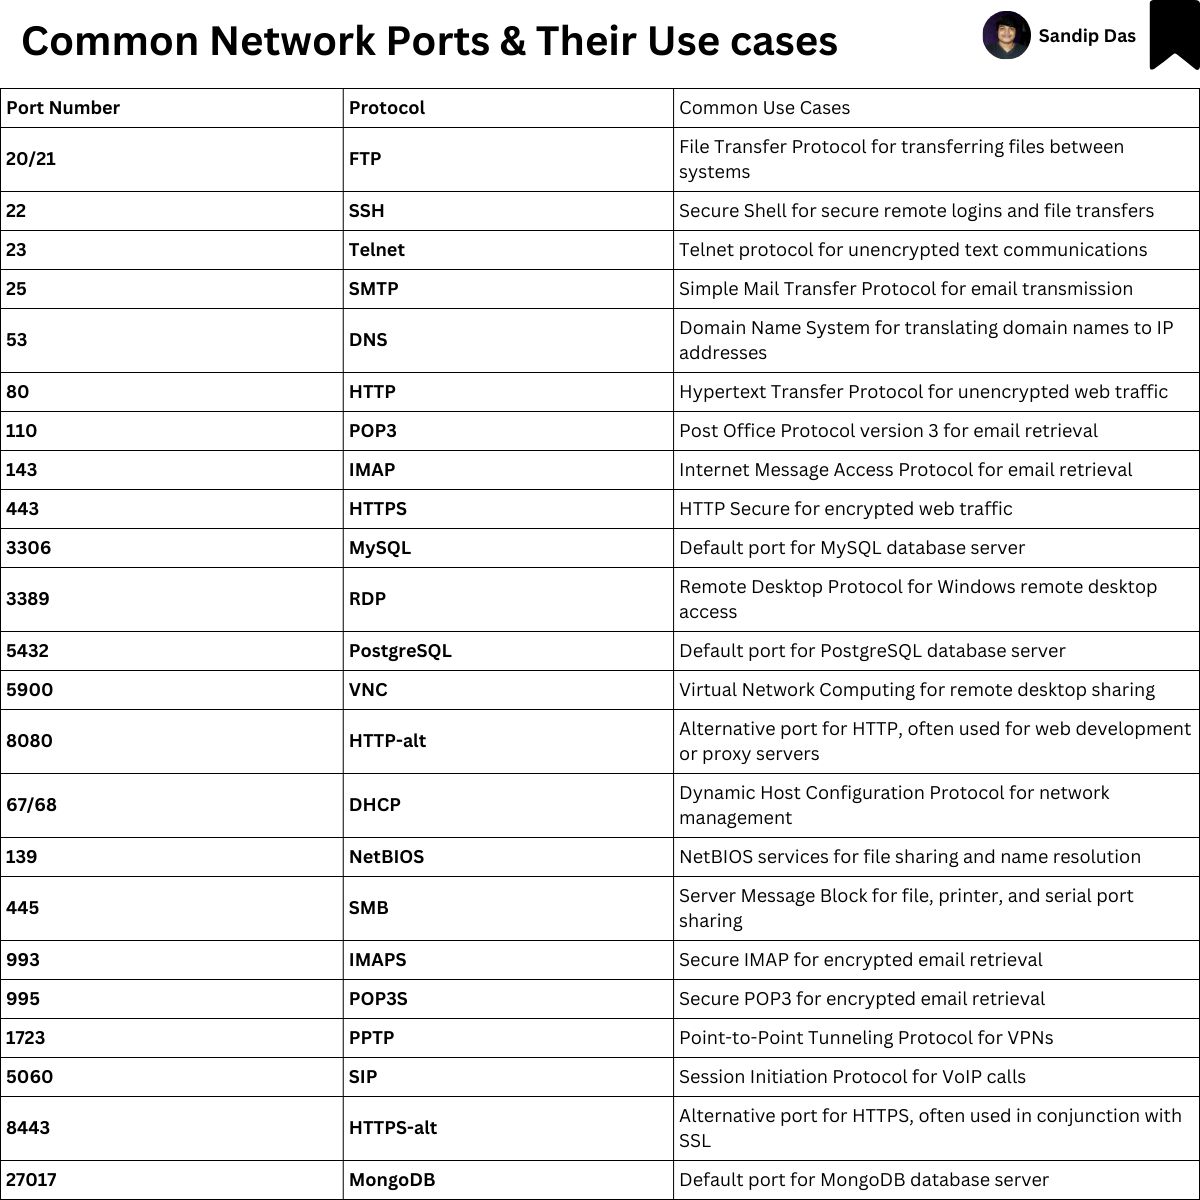 Common Network Ports & Their Use cases
Sandip Das
Port Number Protocol Common Use Cases
20/21 FTP File Transfer Protocol for transferring files between
systems
22 SSH Secure Shell for secure remote logins and file transfers
23 Telnet Telnet protocol for unencrypted text communications
25 SMTP Simple Mail Transfer Protocol for email transmission
53 DNS Domain Name System for translating domain names to IP
addresses
80 HTTP Hypertext Transfer Protocol for unencrypted web traffic
110 POP3 Post Office Protocol version 3 for email retrieval
143 IMAP Internet Message Access Protocol for email retrieval
443 HTTPS HTTP Secure for encrypted web traffic
3306 MySQL Default port for MySQL database server
3389 RDP Remote Desktop Protocol for Windows remote desktop
access
5432 PostgreSQL Default port for PostgreSQL database server
5900 VNC Virtual Network Computing for remote desktop sharing
8080 HTTP-alt Alternative port for HTTP, often used for web development
or proxy servers
67/68 DHCP Dynamic Host Configuration Protocol for network
management
139 NetBIOS NetBIOS services for file sharing and name resolution
445 SMB Server Message Block for file, printer, and serial port
sharing
993 IMAPS Secure IMAP for encrypted email retrieval
995 POP3S Secure POP3 for encrypted email retrieval
1723 PPTP Point-to-Point Tunneling Protocol for VPNs
5060 SIP Session Initiation Protocol for VoIP calls
8443 HTTPS-alt Alternative port for HTTPS, often used in conjunction with
SSL
27017 MongoDB Default port for MongoDB database server